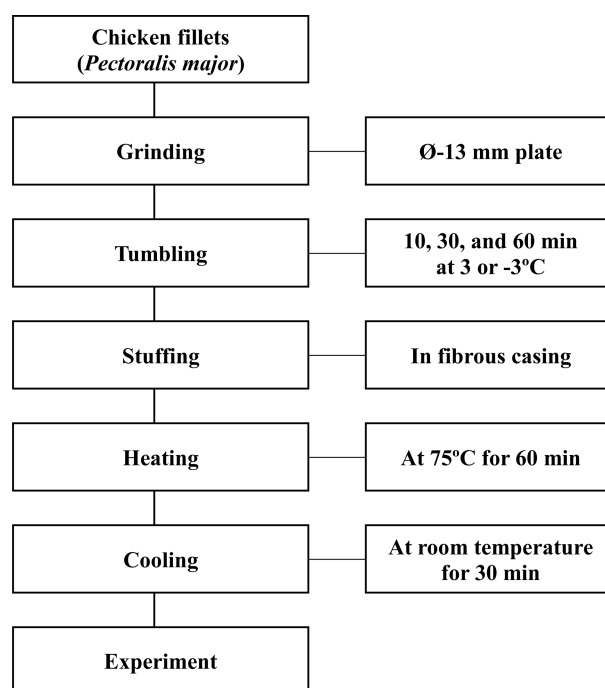 Chicken fillets
(Pectoralis major)
Grinding
Ø-13 mm plate
Tumbling
10, 30, and 60 min
at 3 or -3ºC
Stuffing
In fibrous casing
Heating
At 75ºC for 60 min
Cooling
At room temperature
for 30 min
Experiment